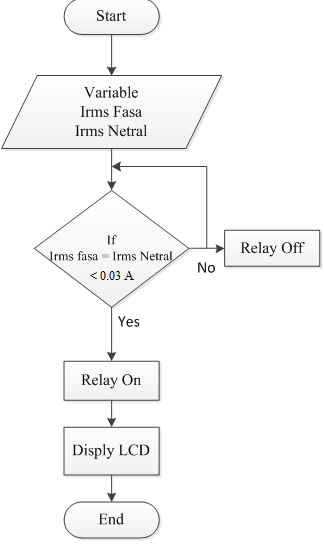 Start
Variable
Irms Fasa
Irms Netral
If
Irms fasa = Irms Netral
< 0.03 A
No
Relay Off
Yes
Relay On
Disply LCD
End